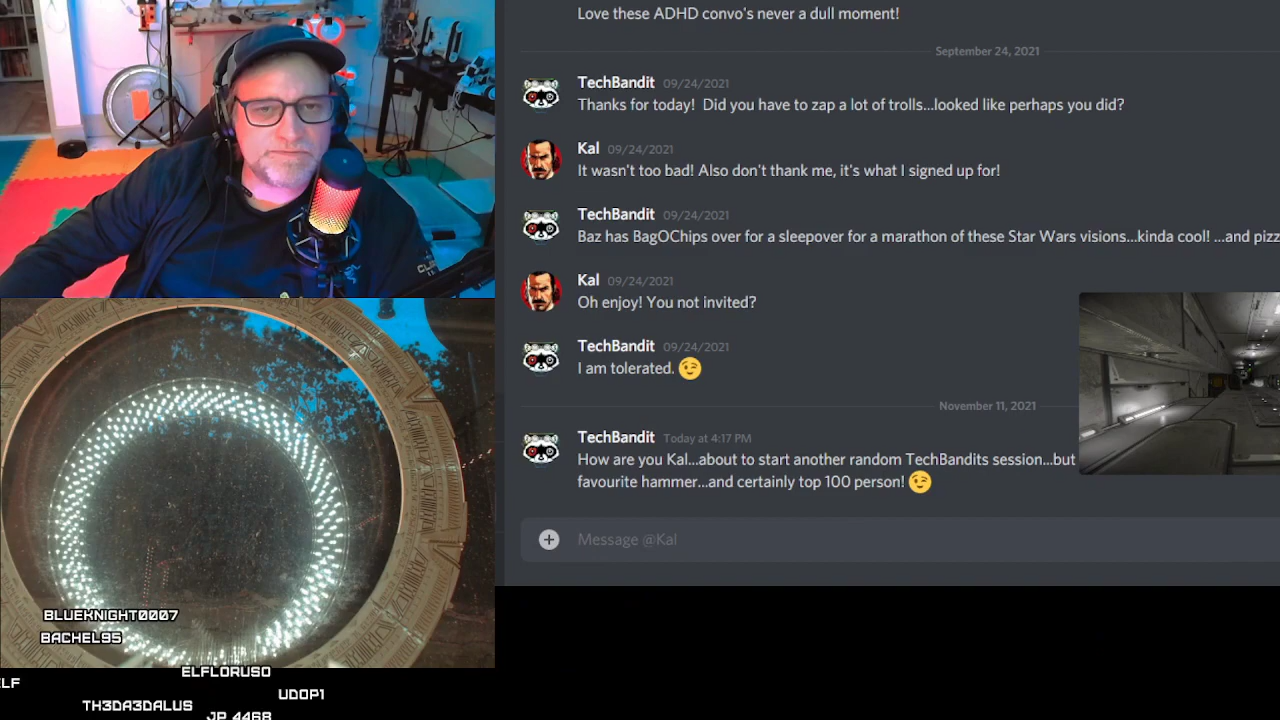 Love these ADHD convo's never a dull moment!
September 24, 2021
TechBandit 09/24/2021
Thanks for today! Did you have to zap a lot of trolls...looked like perhaps you did?
Kal 09/24/2021
It wasn't too bad! Also don't thank me, it's what I signed up for!
TechBandit 09/24/2021
Baz has BagOChips over for a sleepover for a marathon of these Star Wars visions...kinda cool! ...and pizz
Kal 09/24/2021
Oh enjoy! You not invited?
TechBandit 09/24/2021
I am tolerated. 😉
November 11, 2021
TechBandit Today at 4:17 PM
How are you Kal...about to start another random TechBandits session...but
favourite hammer...and certainly top 100 person! 😉
Message @Kal
BLUEKNIGHT0007
BACHEL95
ELFLORUSO
LF
UDOP1
TH3DA3DALUS
JP_4468